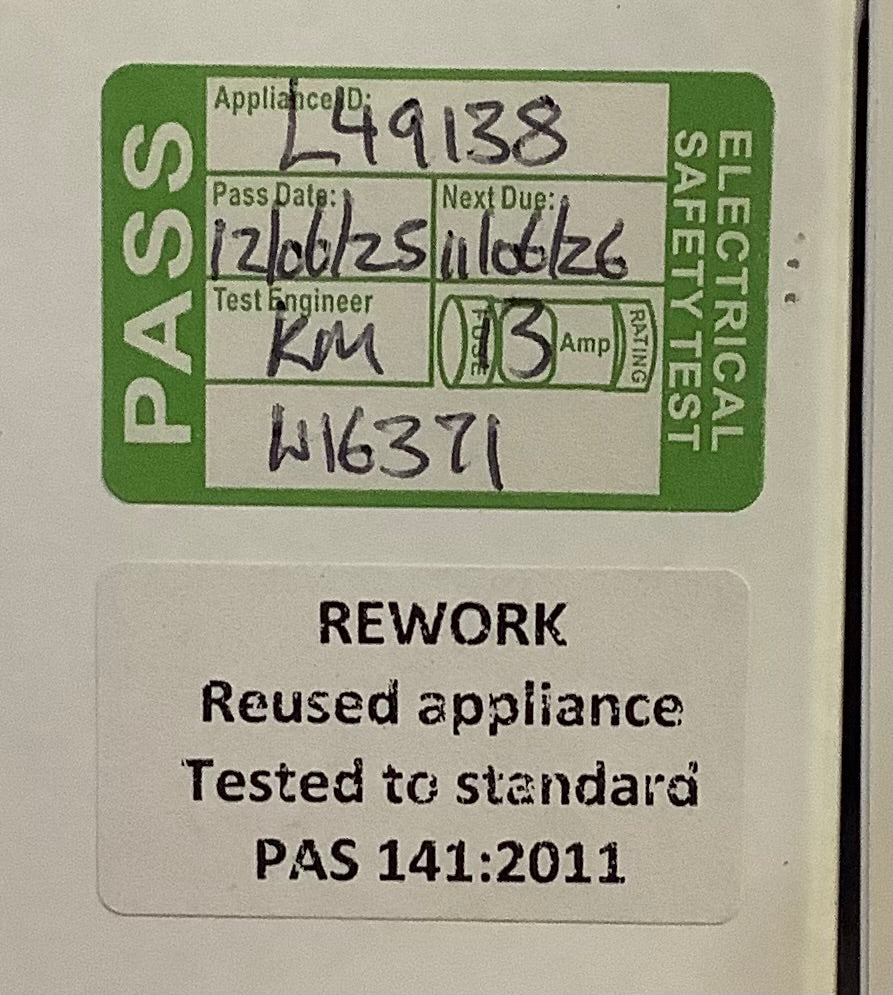 PASS
Appliance ID:
L49138
Pass Date:
12/06/25
Next Due:
11/06/26
Test Engineer
KM
FUSE 13 Amp RATING
W16371
ELECTRICAL
SAFETY TEST
REWORK
Reused appliance
Tested to standard
PAS 141:2011